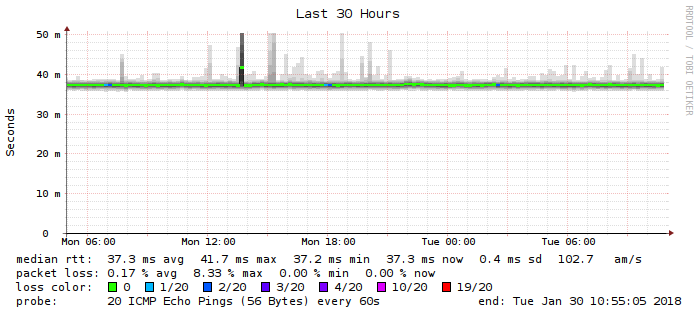 Last 30 Hours
RRDTOOL / TOBI OETIKER
Seconds
50 m
40 m
30 m
20 m
10 m
0
Mon 06:00 Mon 12:00 Mon 18:00 Tue 00:00 Tue 06:00
median rtt: 37.3 ms avg 41.7 ms max 37.2 ms min 37.3 ms now 0.4 ms sd 102.7 am/s
packet loss: 0.17 % avg 8.33 % max 0.00 % min 0.00 % now
loss color: 0 1/20 2/20 3/20 4/20 10/20 19/20
probe: 20 ICMP Echo Pings (56 Bytes) every 60s end: Tue Jan 30 10:55:05 2018